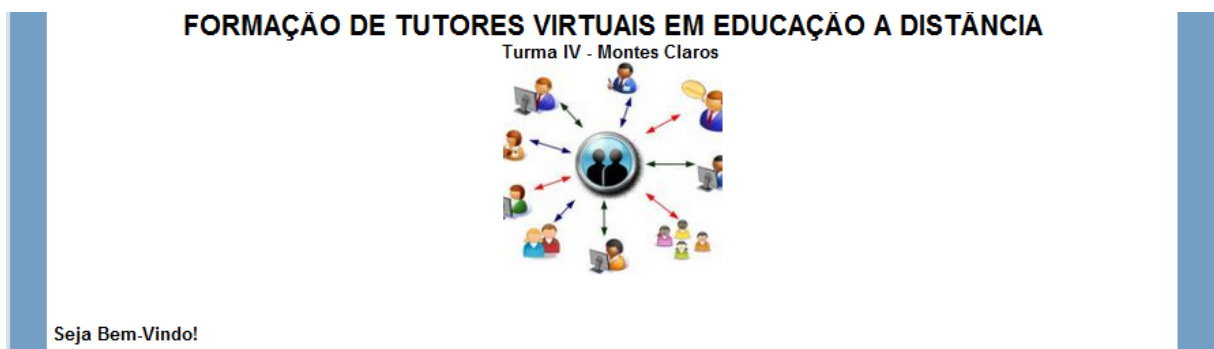 FORMAÇÃO DE TUTORES VIRTUAIS EM EDUCAÇÃO A DISTÂNCIA
Turma IV - Montes Claros
Seja Bem-Vindo!